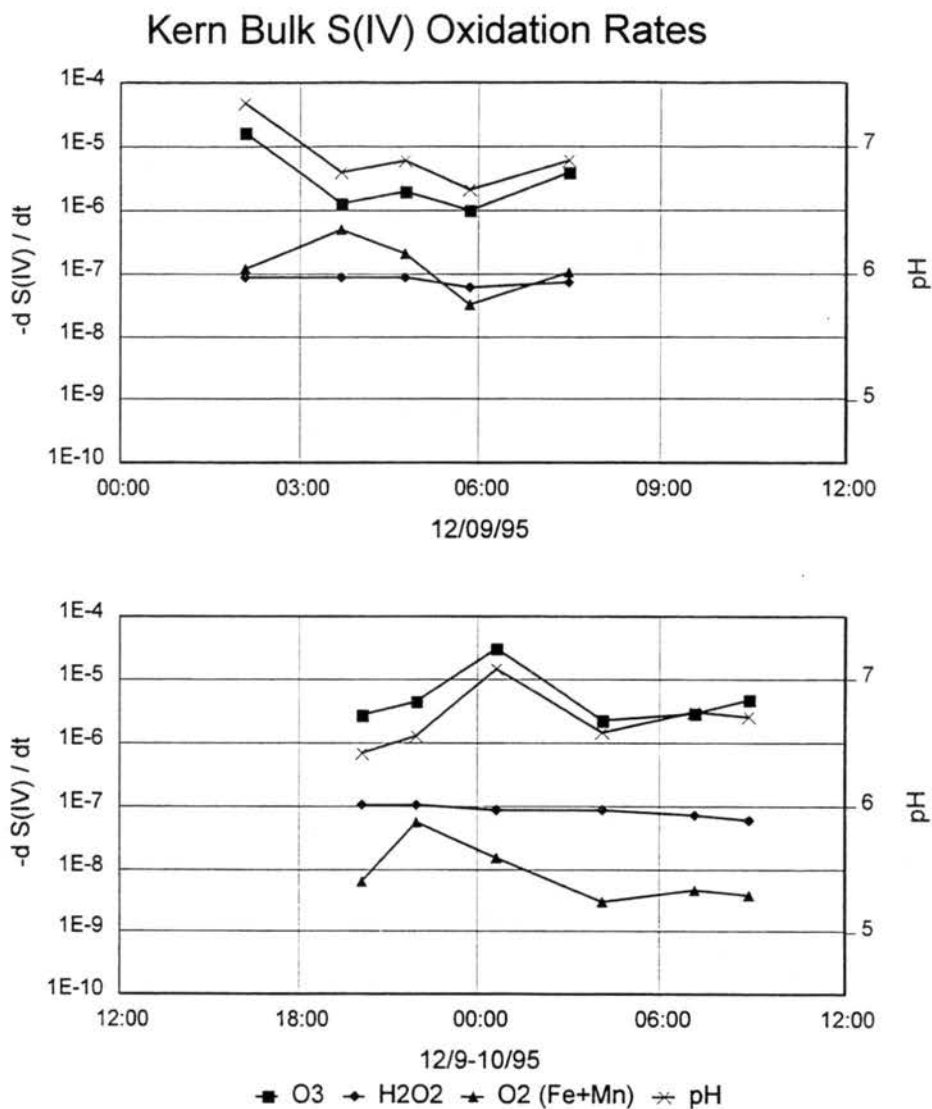 Kern Bulk S(IV) Oxidation Rates
1E-4
1E-5
1E-6
1E-7
1E-8
1E-9
1E-10
-d S(IV) / dt
7
6
5
pH
00:00 03:00 06:00 09:00 12:00
12/09/95
1E-4
1E-5
1E-6
1E-7
1E-8
1E-9
1E-10
-d S(IV) / dt
7
6
5
pH
12:00 18:00 00:00 06:00 12:00
12/9-10/95
O3 H2O2 O2 (Fe+Mn) pH